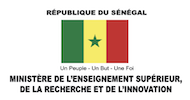 RÉPUBLIQUE DU SÉNÉGAL
Un Peuple - Un But - Une Foi
MINISTÈRE DE L'ENSEIGNEMENT SUPÉRIEUR,
DE LA RECHERCHE ET DE L'INNOVATION